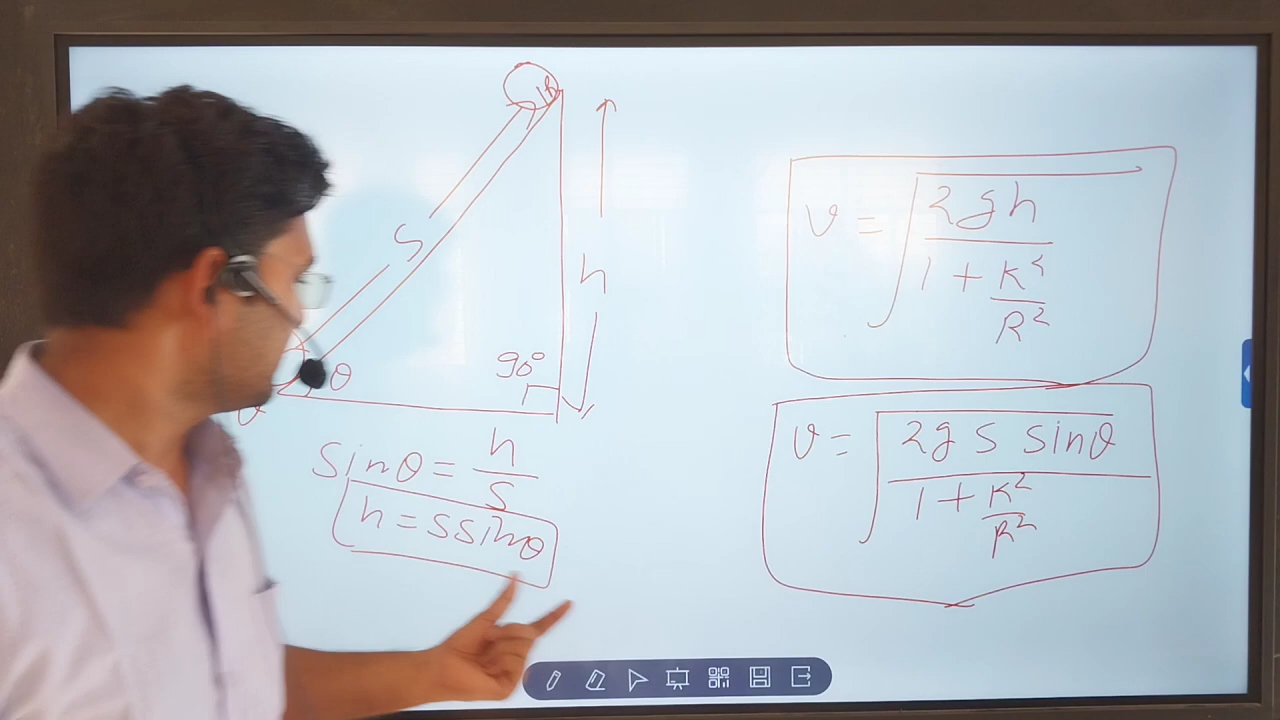 R
S
h
90°
θ
v
sinθ = h/s
h = s sinθ
v = √(2gh / (1 + K²/R²))
v = √(2g s sinθ / (1 + K²/R²))